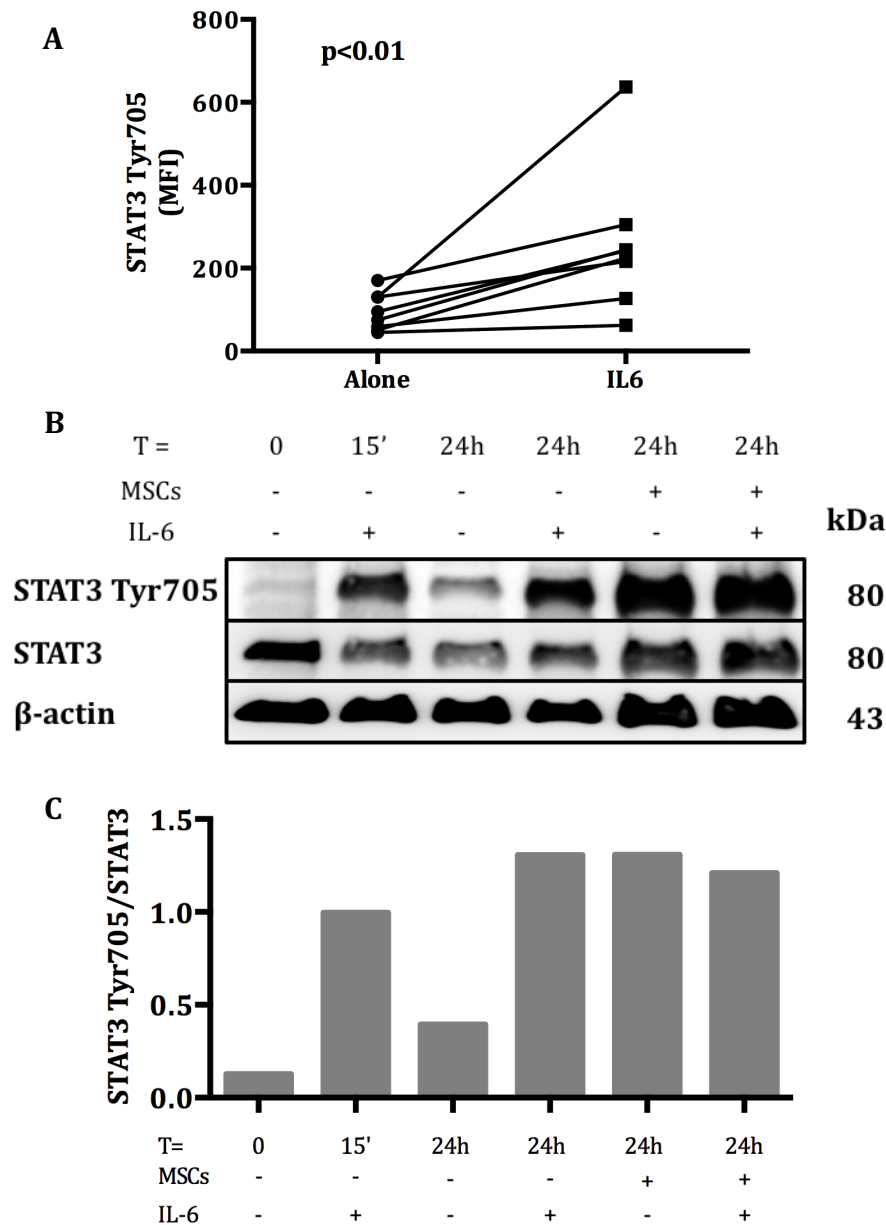 A
p<0.01
STAT3 Tyr705
(MFI)
800
600
400
200
0
Alone IL6
B
T = 0 15’ 24h 24h 24h 24h
MSCs - - - - + +
IL-6 - + - + - +
kDa
STAT3 Tyr705 80
STAT3 80
β-actin 43
C
STAT3 Tyr705/STAT3
1.5
1.0
0.5
0.0
T= 0 15' 24h 24h 24h 24h
MSCs - - - - + +
IL-6 - + - + - +